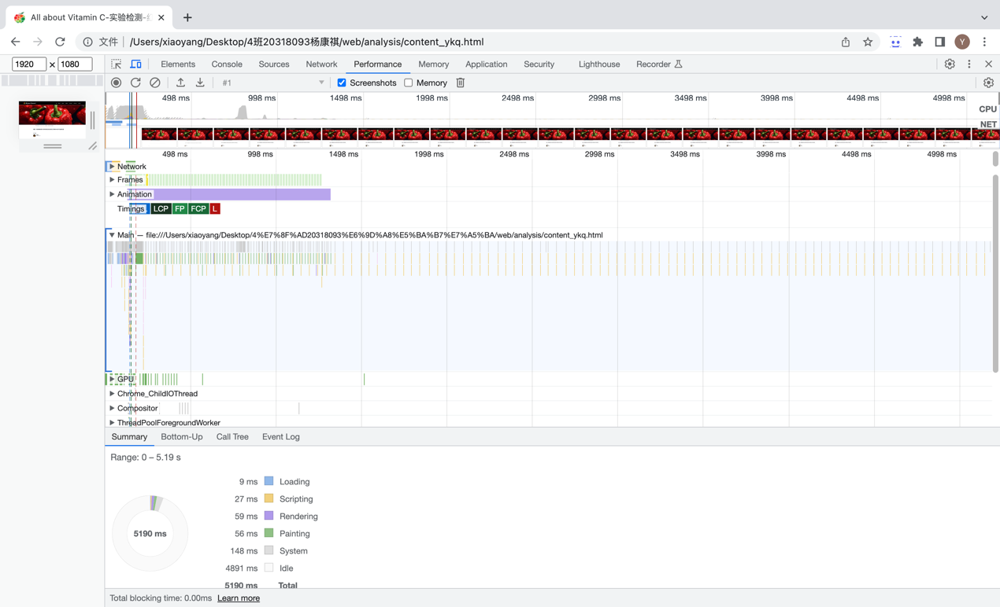 All about Vitamin C-实验检测-
文件 /Users/xiaoyang/Desktop/4班20318093杨康祺/web/analysis/content_ykq.html
Y
1920 × 1080
Elements Console Sources Network Performance Memory Application Security Lighthouse Recorder
#1 Screenshots Memory
498 ms 998 ms 1498 ms 1998 ms 2498 ms 2998 ms 3498 ms 3998 ms 4498 ms 4998 ms
CPU
NET
498 ms 998 ms 1498 ms 1998 ms 2498 ms 2998 ms 3498 ms 3998 ms 4498 ms 4998 ms
Network
Frames
Animation
Timings L LCP FP FCP L
Main — file:///Users/xiaoyang/Desktop/4%E7%8F%AD20318093%E6%9D%A8%E5%BA%B7%E7%A5%BA/web/analysis/content_ykq.html
GPU
Chrome_ChildIOThread
Compositor
ThreadPoolForegroundWorker
Summary Bottom-Up Call Tree Event Log
Range: 0 – 5.19 s
9 ms Loading
27 ms Scripting
59 ms Rendering
56 ms Painting
148 ms System
4891 ms Idle
5190 ms Total
5190 ms
Total blocking time: 0.00ms Learn more